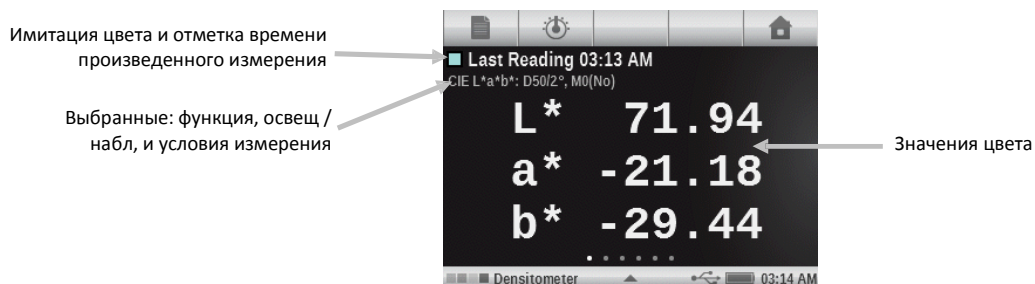 Имитация цвета и отметка времени
произведенного измерения
Last Reading 03:13 AM
CIE L*a*b*: D50/2°, M0(No)
Выбранные: функция, освещ /
набл, и условия измерения
L* 71.94
a* -21.18
b* -29.44
Значения цвета
Densitometer
03:14 AM